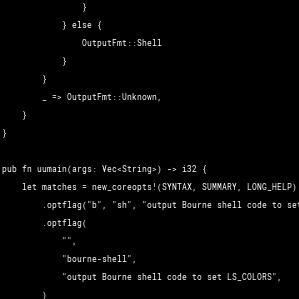 }
} else {
OutputFmt::Shell
}
}
_ => OutputFmt::Unknown,
}
}
pub fn uumain(args: Vec<String>) -> i32 {
let matches = new_coreopts!(SYNTAX, SUMMARY, LONG_HELP)
.optflag("b", "sh", "output Bourne shell code to set
.optflag(
"",
"bourne-shell",
"output Bourne shell code to set LS_COLORS",
)